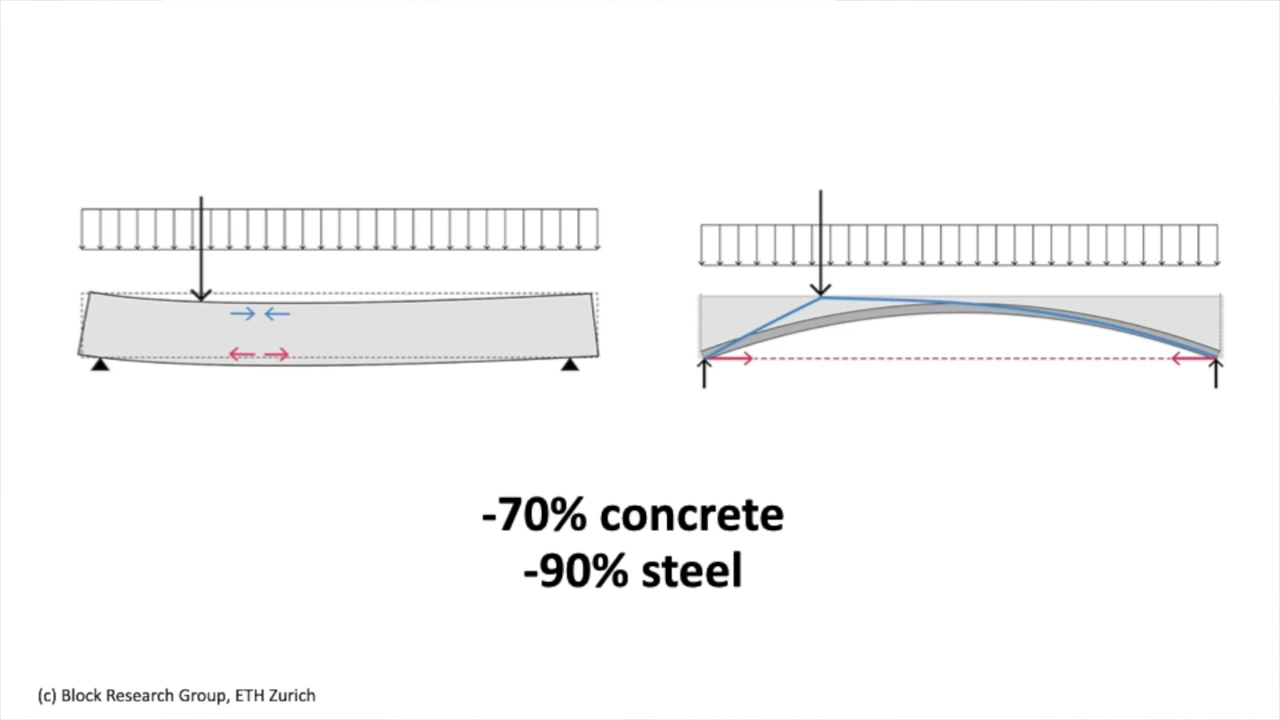 -70% concrete
-90% steel
(c) Block Research Group, ETH Zurich